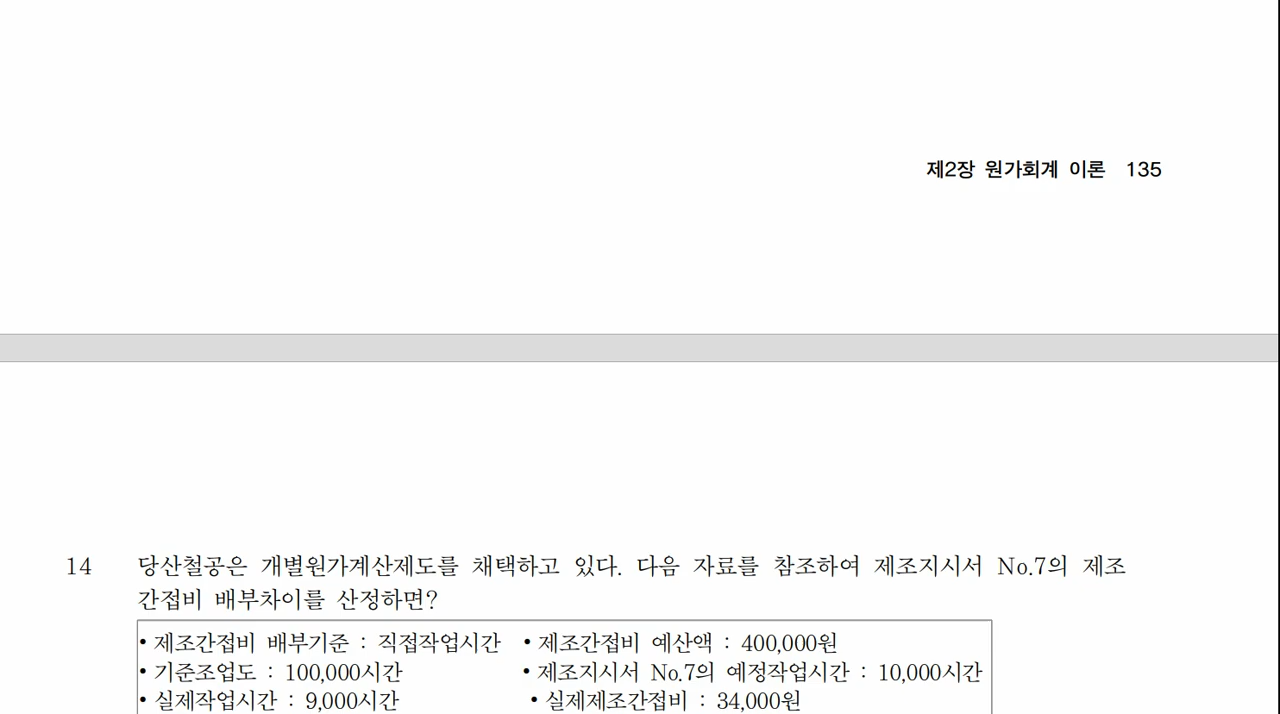 제2장 원가회계 이론 135
14 당산철공은 개별원가계산제도를 채택하고 있다. 다음 자료를 참조하여 제조지시서 No.7의 제조
간접비 배부차이를 산정하면?
• 제조간접비 배부기준 : 직접작업시간 • 제조간접비 예산액 : 400,000원
• 기준조업도 : 100,000시간 • 제조지시서 No.7의 예정작업시간 : 10,000시간
• 실제작업시간 : 9,000시간 • 실제제조간접비 : 34,000원